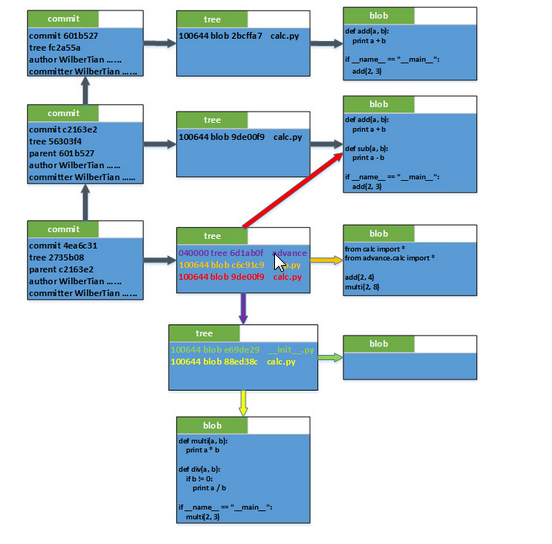 commit
commit 601b527
tree fc2a55a
author WilberTian ……
committer WilberTian ……
tree
100644 blob 2bcffa7 calc.py
blob
def add(a, b):
print a + b
if __name__ == "__main__":
add(2, 3)
commit
commit c2163e2
tree 56303f4
parent 601b527
author WilberTian ……
committer WilberTian ……
tree
100644 blob 9de00f9 calc.py
blob
def add(a, b):
print a + b
def sub(a, b):
print a - b
if __name__ == "__main__":
add(2, 3)
commit
commit 4ea6c31
tree 2735b08
parent c2163e2
author WilberTian ……
committer WilberTian ……
tree
040000 tree 6d1ab0f advance
100644 blob c6c91c9
100644 blob 9de00f9 calc.py
blob
from calc import *
from advance.calc import *
add(2, 4)
multi(2, 8)
tree
100644 blob e69de29 __init__.py
100644 blob 88ed38c calc.py
blob
blob
def multi(a, b):
print a * b
def div(a, b):
if b != 0:
print a / b
if __name__ == "__main__":
multi(2, 3)